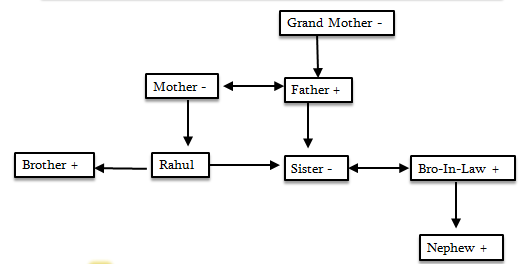 Grand Mother -
Mother -
Father +
Brother +
Rahul
Sister -
Bro-In-Law +
Nephew +